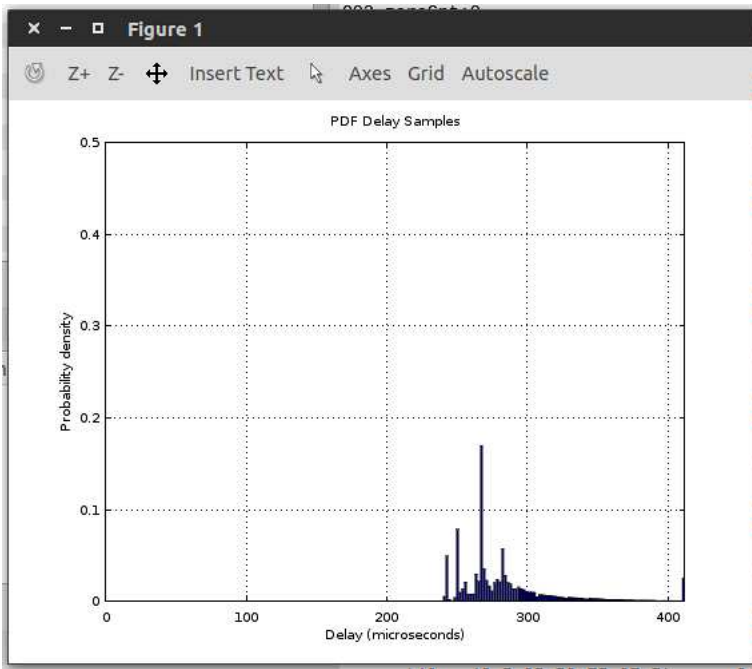 Figure 1
Z+ Z- Insert Text Axes Grid Autoscale
PDF Delay Samples
0.5
0.4
0.3
0.2
0.1
0
Probability density
0 100 200 300 400
Delay (microseconds)